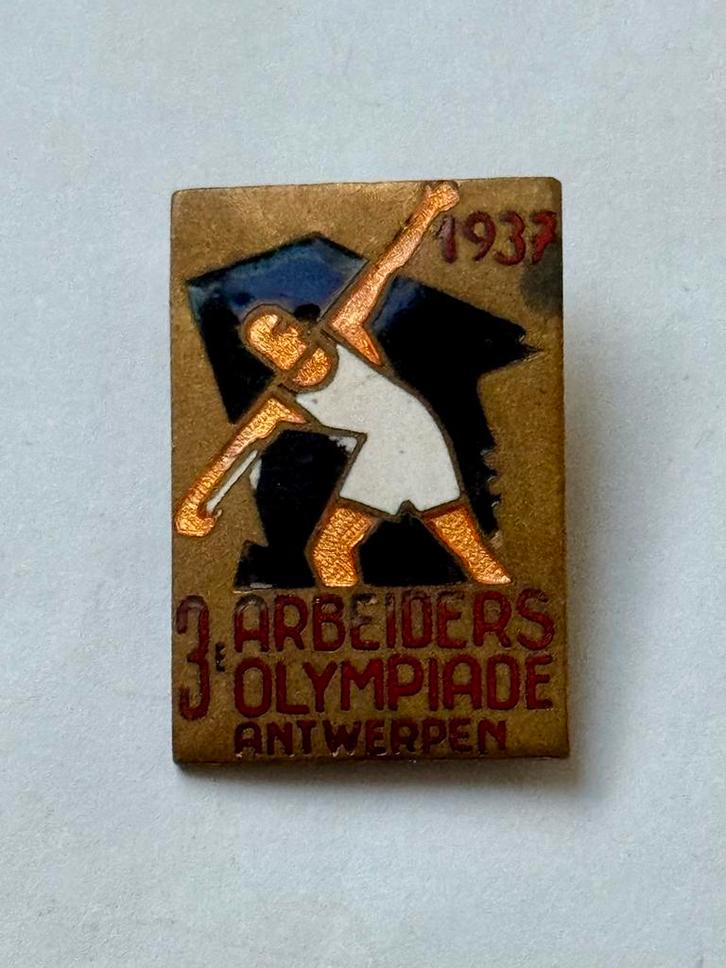 1937
3E ARBEIDERS
OLYMPIADE
ANTWERPEN